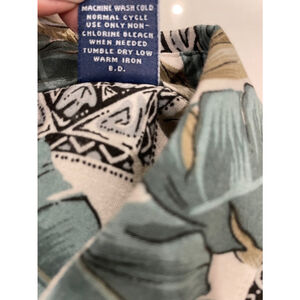 MACHINE WASH COLD
NORMAL CYCLE
USE ONLY NON-
CHLORINE BLEACH
WHEN NEEDED
TUMBLE DRY LOW
WARM IRON
B.D.